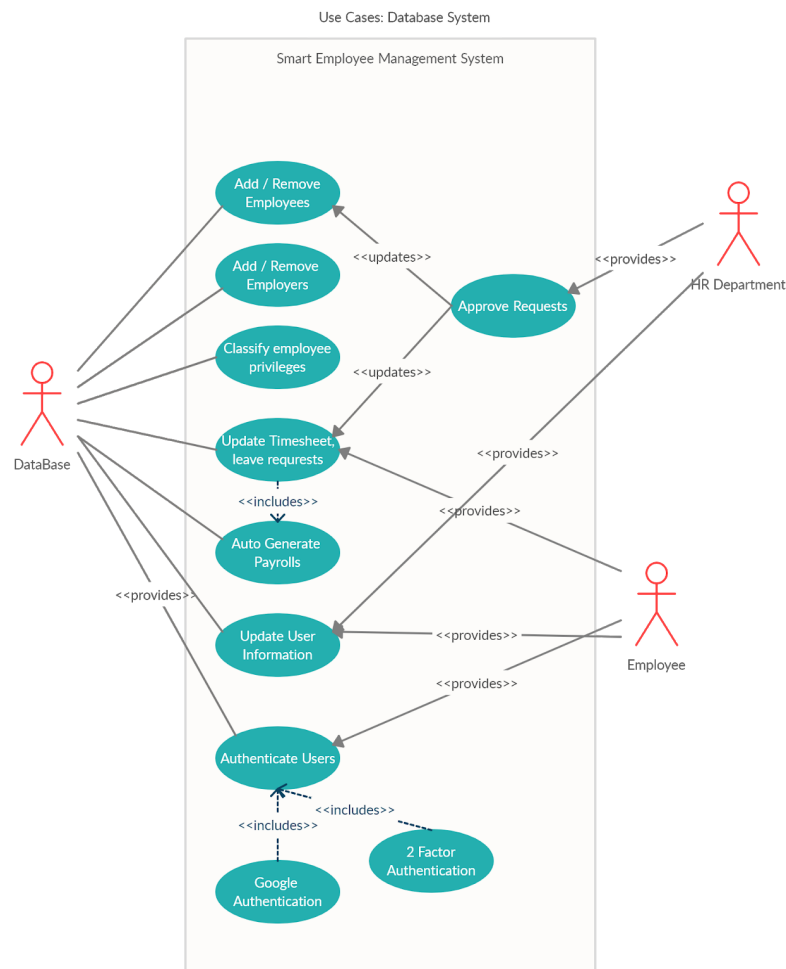 Use Cases: Database System
Smart Employee Management System
Add / Remove
Employees
<<updates>>
<<provides>>
Add / Remove
Employers
HR Department
Approve Requests
Classify employee
privileges
<<updates>>
DataBase
Update Timesheet,
leave requrests
<<provides>>
<<includes>>
<<provides>>
Auto Generate
Payrolls
<<provides>>
Update User
Information
<<provides>>
Employee
<<provides>>
Authenticate Users
<<includes>>
<<includes>>
2 Factor
Authentication
Google
Authentication